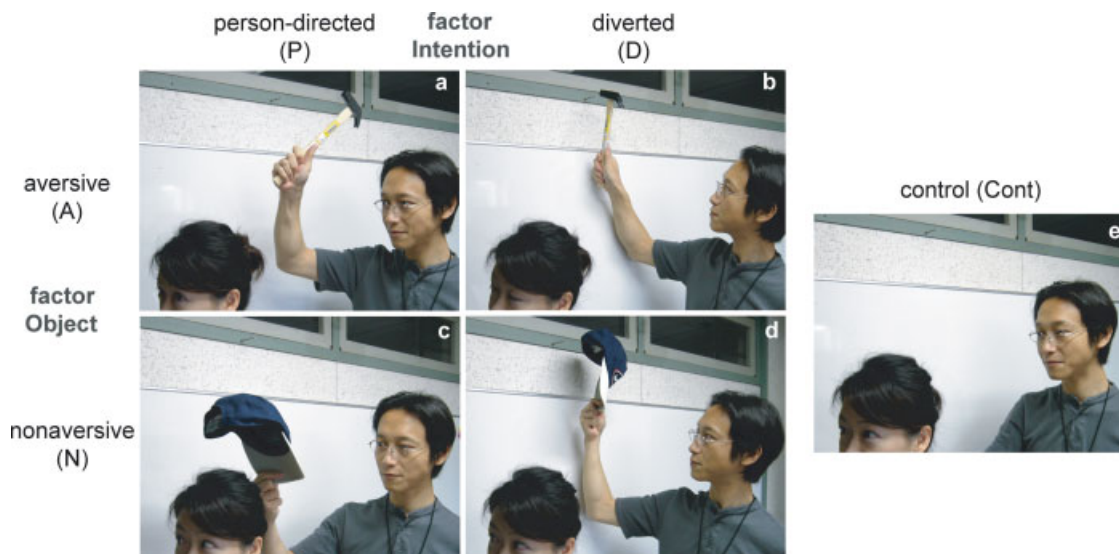 person-directed
(P)
factor
Intention
diverted
(D)
a
b
aversive
(A)
control (Cont)
e
factor
Object
c
d
nonaversive
(N)